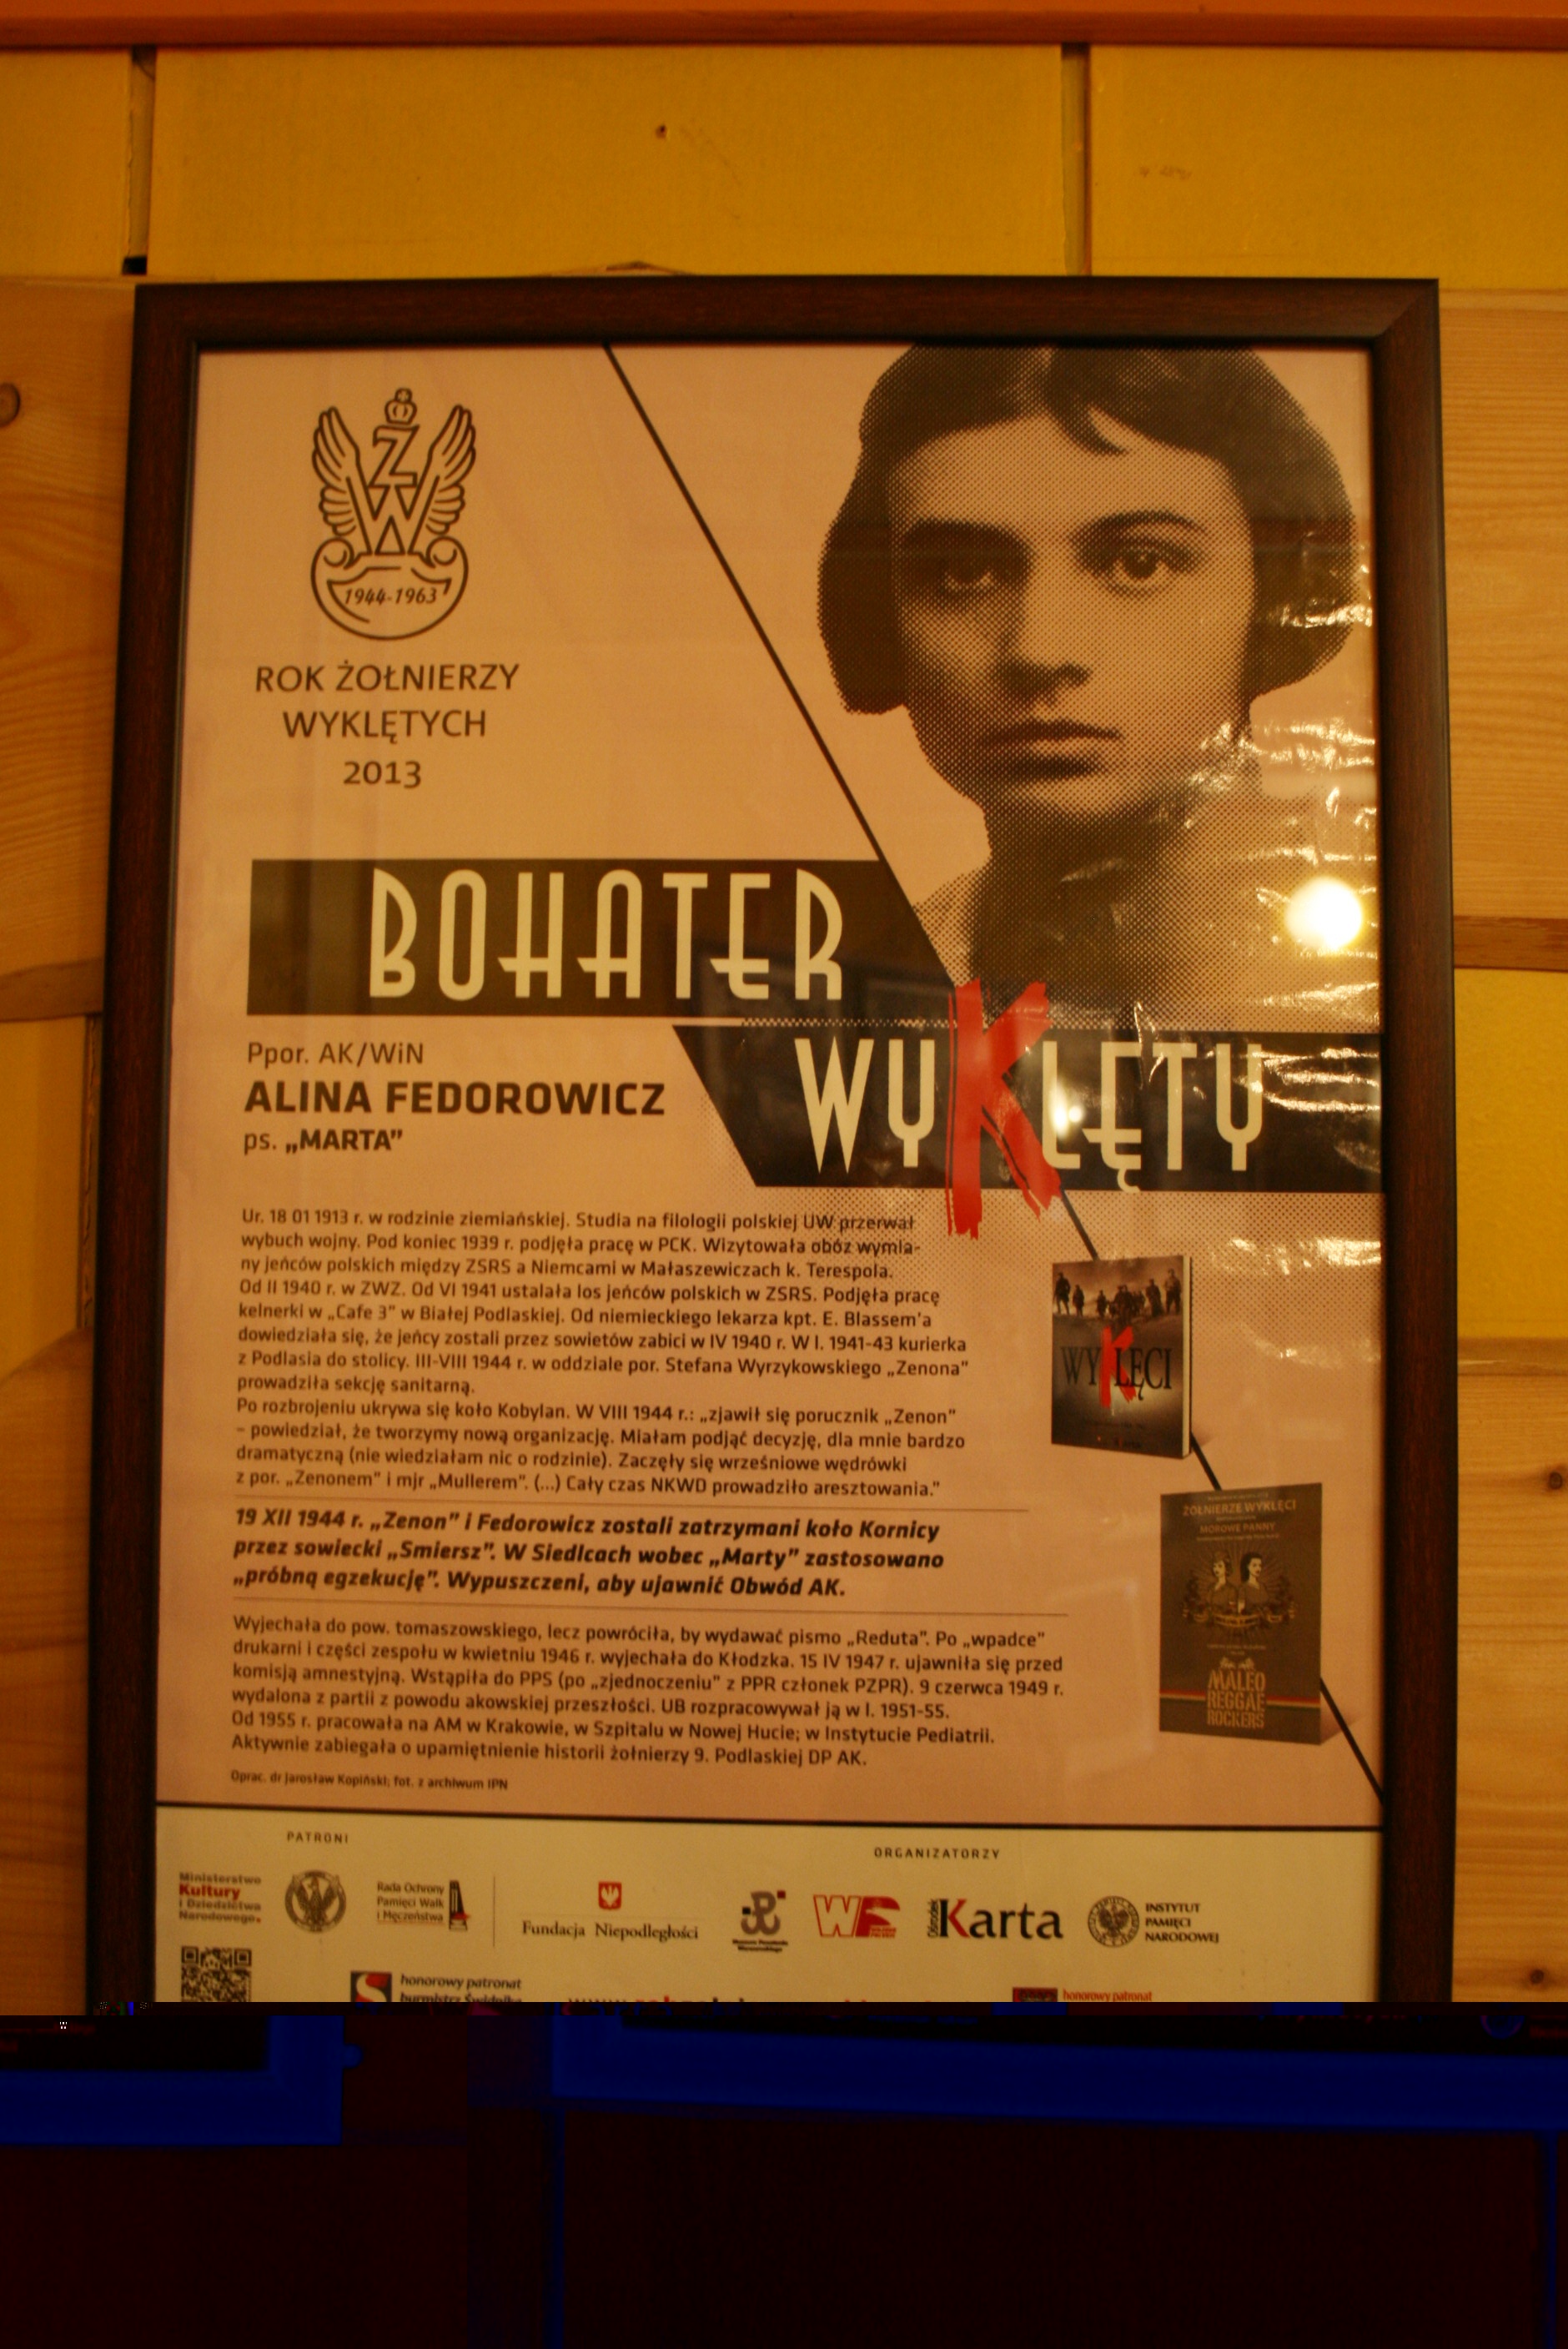 ŻW
1944-1963
ROK ŻOŁNIERZY
WYKLĘTYCH
2013
BOHATER
WYKLĘTY
Ppor. AK/WiN
ALINA FEDOROWICZ
ps. „MARTA”
Ur. 18 01 1913 r. w rodzinie ziemiańskiej. Studia na filologii polskiej UW przerwał
wybuch wojny. Pod koniec 1939 r. podjęła pracę w PCK. Wizytowała obóz wymia-
ny jeńców polskich między ZSRS a Niemcami w Małaszewiczach k. Terespola.
Od II 1940 r. w ZWZ. Od VI 1941 ustalała los jeńców polskich w ZSRS. Podjęła pracę
kelnerki w „Cafe 3” w Białej Podlaskiej. Od niemieckiego lekarza kpt. E. Blassem'a
dowiedziała się, że jeńcy zostali przez sowietów zabici w IV 1940 r. W l. 1941-43 kurierka
z Podlasia do stolicy. III-VIII 1944 r. w oddziale por. Stefana Wyrzykowskiego „Zenona”
prowadziła sekcję sanitarną.
Po rozbrojeniu ukrywa się koło Kobylan. W VIII 1944 r.: „zjawił się porucznik „Zenon”
– powiedział, że tworzymy nową organizację. Miałam podjąć decyzję, dla mnie bardzo
dramatyczną (nie wiedziałam nic o rodzinie). Zaczęły się wrześniowe wędrówki
z por. „Zenonem” i mjr „Mullerem”. (...) Cały czas NKWD prowadziło aresztowania.”
19 XII 1944 r. „Zenon” i Fedorowicz zostali zatrzymani koło Kornicy
przez sowiecki „Smiersz”. W Siedlcach wobec „Marty” zastosowano
„próbną egzekucję”. Wypuszczeni, aby ujawnić Obwód AK.
Wyjechała do pow. tomaszowskiego, lecz powróciła, by wydawać pismo „Reduta”. Po „wpadce”
drukarni i części zespołu w kwietniu 1946 r. wyjechała do Kłodzka. 15 IV 1947 r. ujawniła się przed
komisją amnestyjną. Wstąpiła do PPS (po „zjednoczeniu” z PPR członek PZPR). 9 czerwca 1949 r.
wydalona z partii z powodu akowskiej przeszłości. UB rozpracowywał ją w l. 1951-55.
Od 1955 r. pracowała na AM w Krakowie, w Szpitalu w Nowej Hucie; w Instytucie Pediatrii.
Aktywnie zabiegała o upamiętnienie historii żołnierzy 9. Podlaskiej DP AK.
Oprac. dr Jarosław Kopiński; fot. z archiwum IPN
WYKLĘCI
ŻOŁNIERZE WYKLĘCI
MOROWE PANNY
MALEO
REGGAE
ROCKERS
PATRONI
ORGANIZATORZY
Ministerstwo
Kultury
i Dziedzictwa
Narodowego.
Rada Ochrony
Pamięci Walk
i Męczeństwa
Fundacja Niepodległości
Muzeum Powstania
Warszawskiego
Ośrodek Karta
INSTYTUT
PAMIĘCI
NARODOWEJ
honorowy patronat
burmistrz Świdnika
honorowy patronat